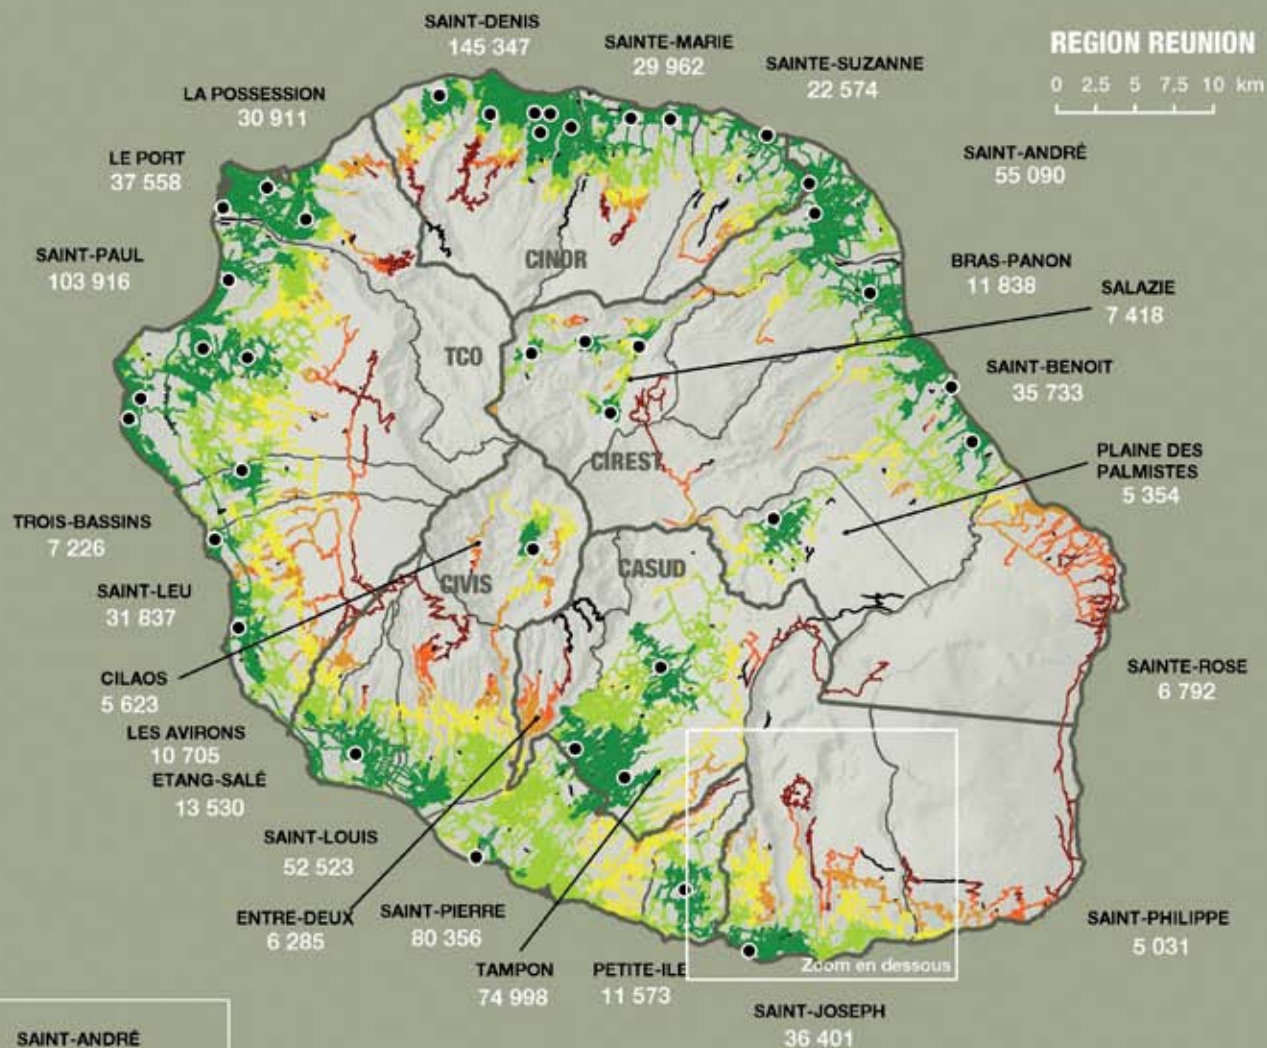 SAINT-DENIS
145 347
SAINTE-MARIE
29 962
SAINTE-SUZANNE
22 574
REGION REUNION
0 2.5 5 7.5 10 km
LA POSSESSION
30 911
LE PORT
37 558
SAINT-ANDRÉ
55 090
SAINT-PAUL
103 916
CINOR
BRAS-PANON
11 838
SALAZIE
7 418
TCO
SAINT-BENOIT
35 733
CIREST
PLAINE DES
PALMISTES
5 354
TROIS-BASSINS
7 226
CIVIS
CASUD
SAINT-LEU
31 837
CILAOS
5 623
SAINTE-ROSE
6 792
LES AVIRONS
10 705
ETANG-SALÉ
13 530
SAINT-LOUIS
52 523
ENTRE-DEUX
6 285
SAINT-PIERRE
80 356
TAMPON
74 998
PETITE-ILE
11 573
Zoom en dessous
SAINT-PHILIPPE
5 031
SAINT-JOSEPH
36 401
SAINT-ANDRÉ